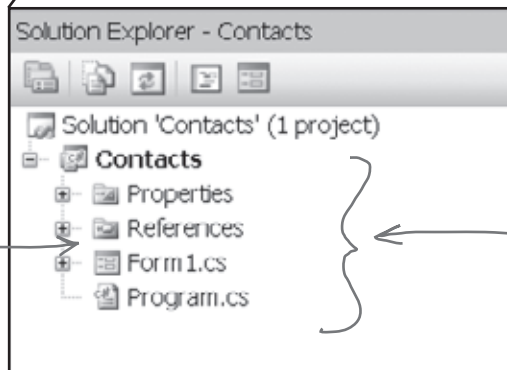 Solution Explorer - Contacts
Solution 'Contacts' (1 project)
Contacts
Properties
References
Form1.cs
Program.cs